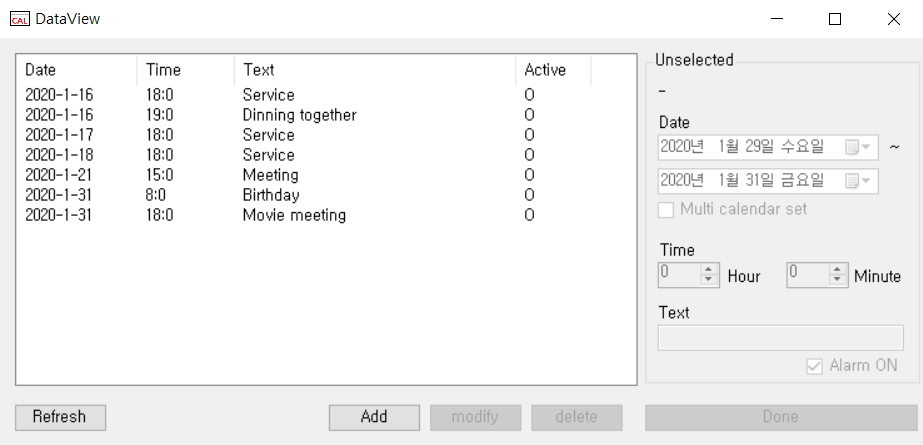 CAL DataView
Date Time Text Active
2020-1-16 18:0 Service O
2020-1-16 19:0 Dinning together O
2020-1-17 18:0 Service O
2020-1-18 18:0 Service O
2020-1-21 15:0 Meeting O
2020-1-31 8:0 Birthday O
2020-1-31 18:0 Movie meeting O
Unselected
-
Date
2020년 1월 29일 수요일 ~
2020년 1월 31일 금요일
Multi calendar set
Time
0 Hour 0 Minute
Text
Alarm ON
Refresh Add modify delete Done